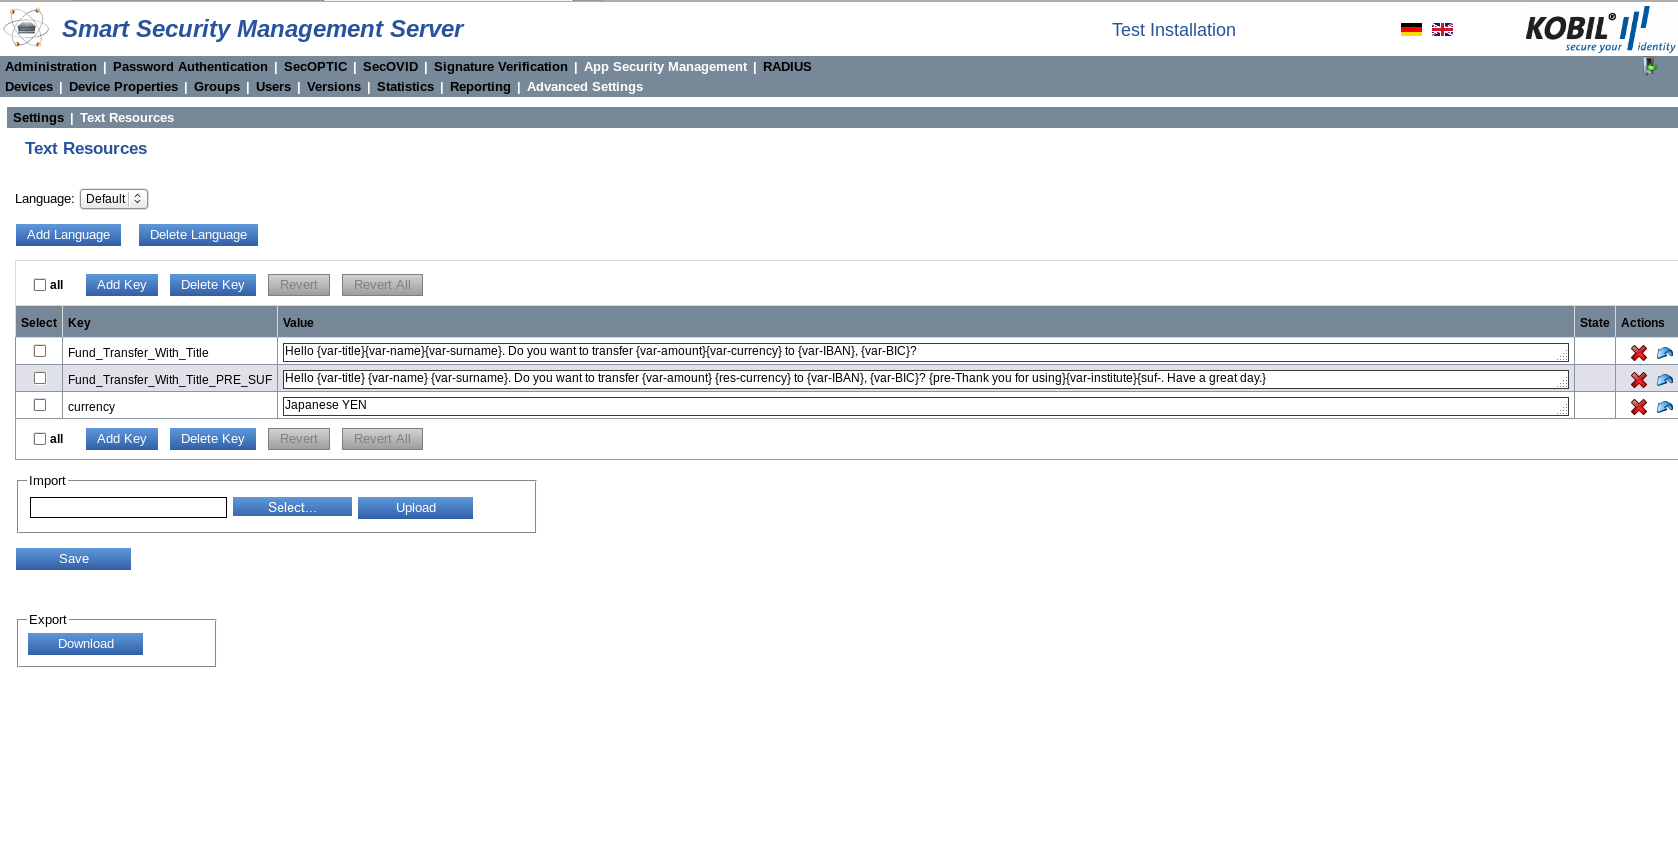 Smart Security Management Server
Test Installation
KOBIL®
secure your identity
Administration | Password Authentication | SecOPTIC | SecOVID | Signature Verification | App Security Management | RADIUS
Devices | Device Properties | Groups | Users | Versions | Statistics | Reporting | Advanced Settings
Settings | Text Resources
Text Resources
Language: Default
Add Language Delete Language
all Add Key Delete Key Revert Revert All
Select Key Value State Actions
Fund_Transfer_With_Title Hello {var-title}{var-name}{var-surname}. Do you want to transfer {var-amount}{var-currency} to {var-IBAN}, {var-BIC}?
Fund_Transfer_With_Title_PRE_SUF Hello {var-title} {var-name} {var-surname}. Do you want to transfer {var-amount} {res-currency} to {var-IBAN}, {var-BIC}? {pre-Thank you for using}{var-institute}{suf-. Have a great day.}
currency Japanese YEN
all Add Key Delete Key Revert Revert All
Import
Select... Upload
Save
Export
Download